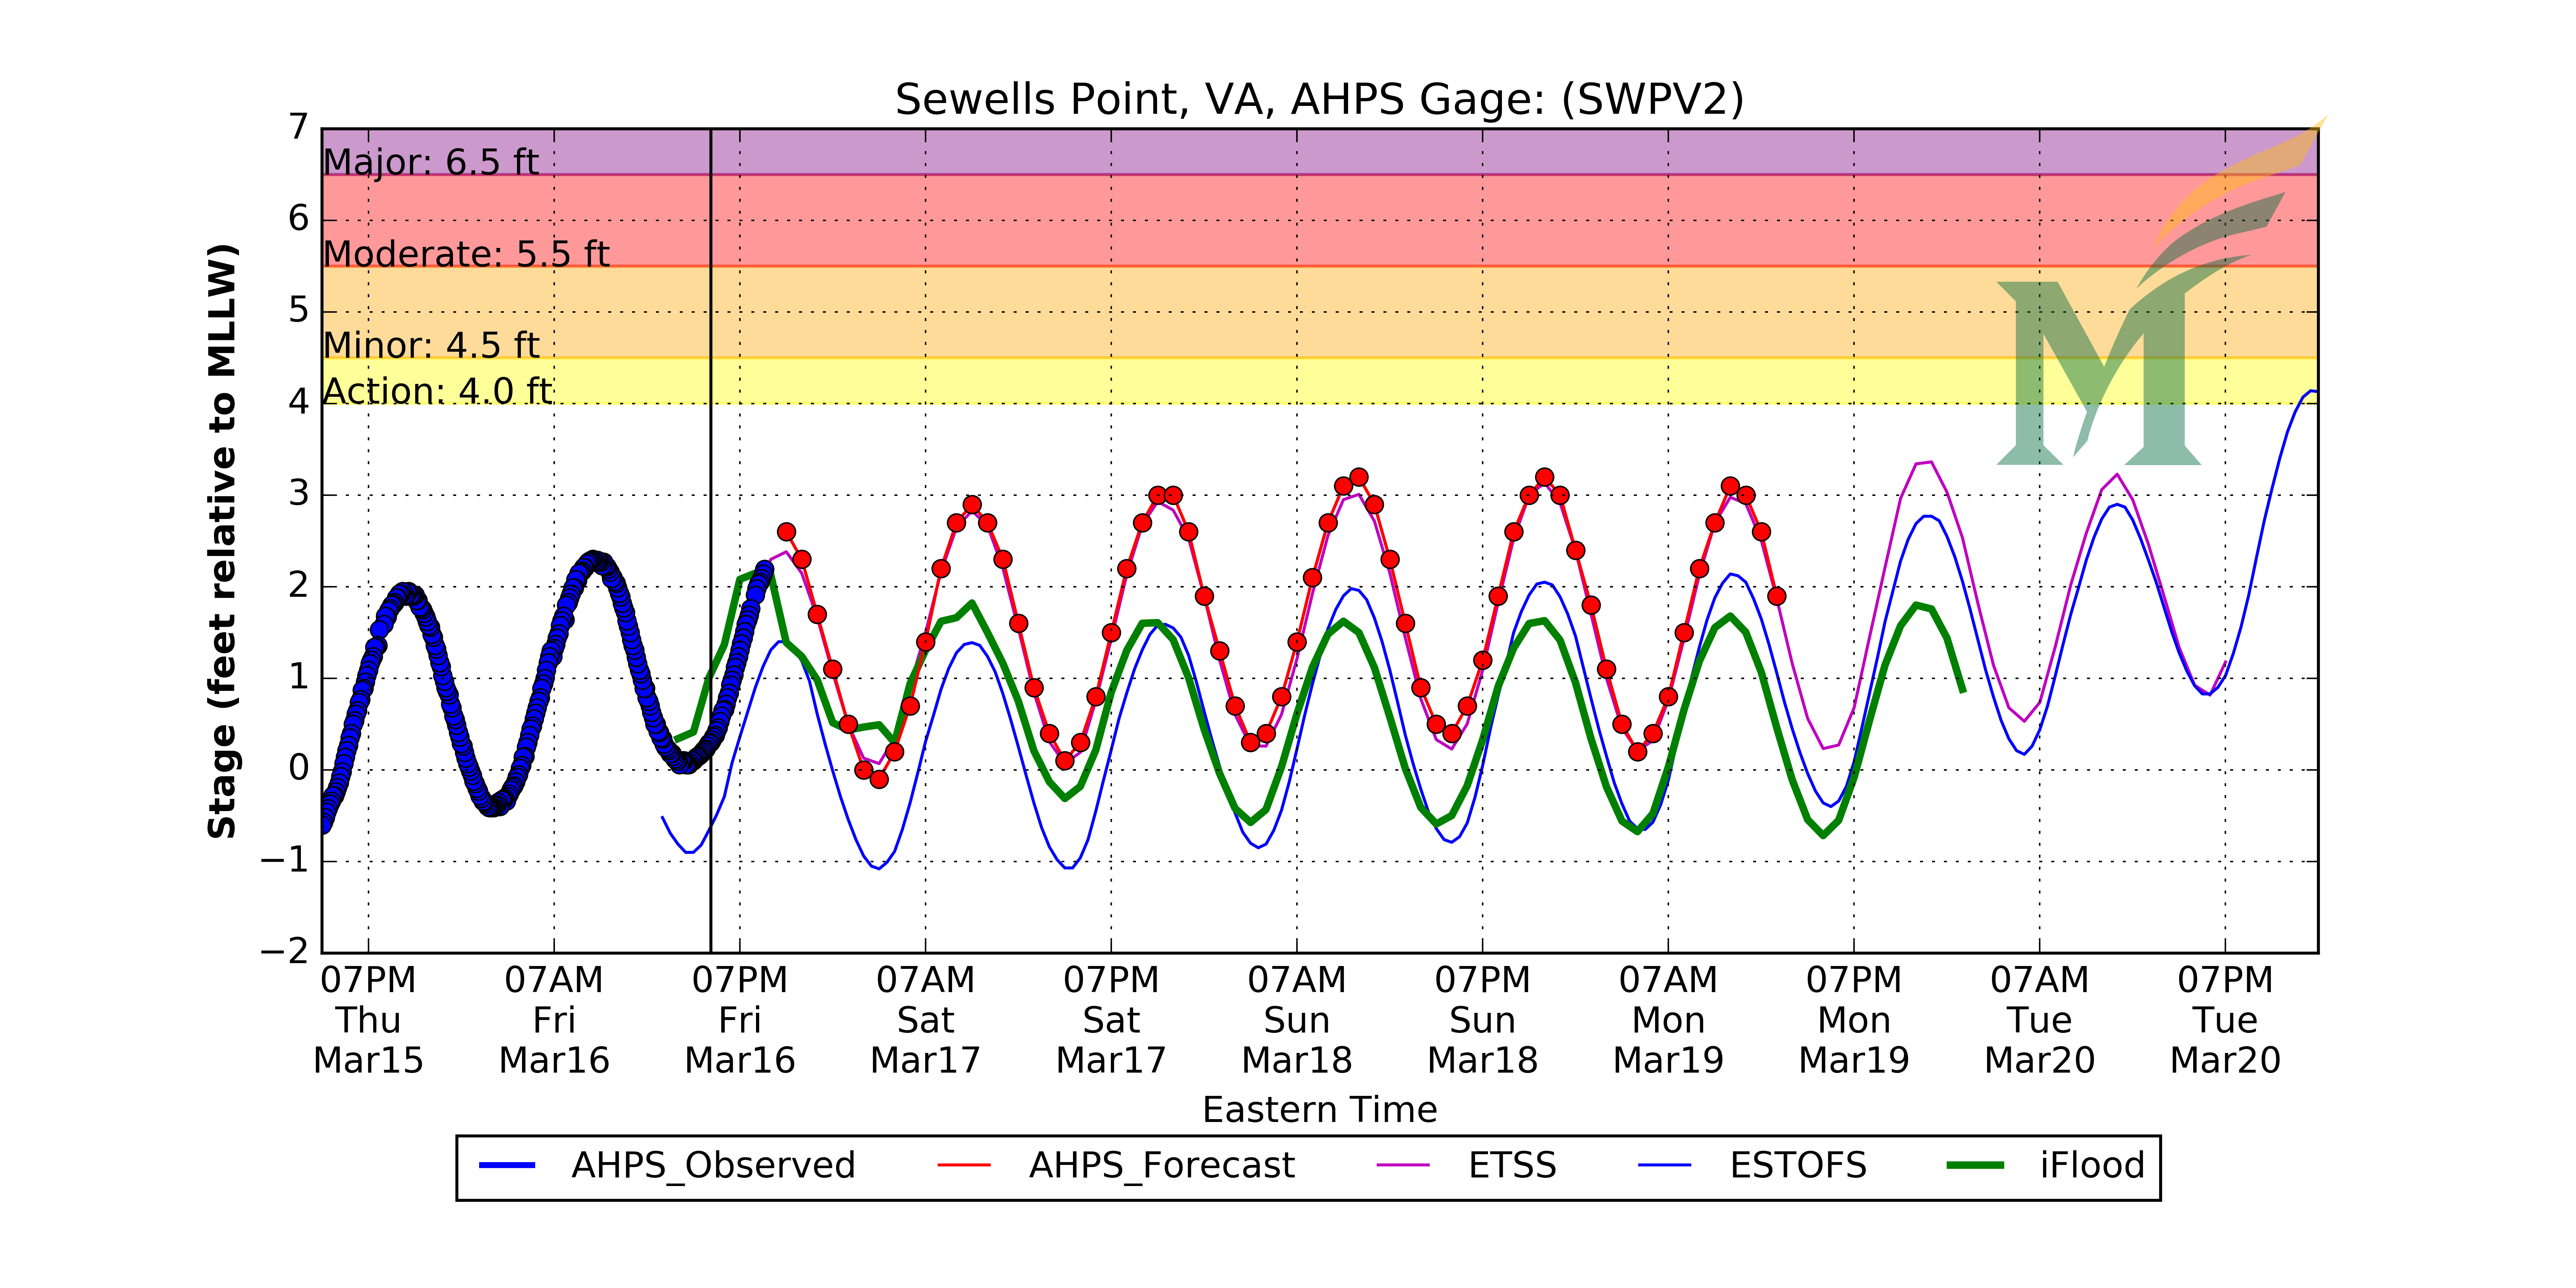 Sewells Point, VA, AHPS Gage: (SWPV2)
Stage (feet relative to MLLW)
7
6
5
4
3
2
1
0
−1
−2
Major: 6.5 ft
Moderate: 5.5 ft
Minor: 4.5 ft
Action: 4.0 ft
M
07PM 07AM 07PM 07AM 07PM 07AM 07PM 07AM 07PM 07AM 07PM
Thu Fri Fri Sat Sat Sun Sun Mon Mon Tue Tue
Mar15 Mar16 Mar16 Mar17 Mar17 Mar18 Mar18 Mar19 Mar19 Mar20 Mar20
Eastern Time
AHPS_Observed AHPS_Forecast ETSS ESTOFS iFlood